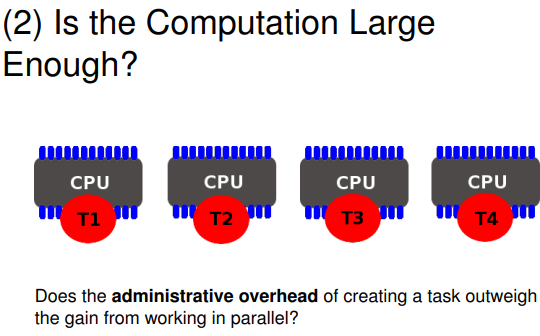 (2) Is the Computation Large
Enough?
CPU CPU CPU CPU
T1 T2 T3 T4
Does the administrative overhead of creating a task outweigh
the gain from working in parallel?